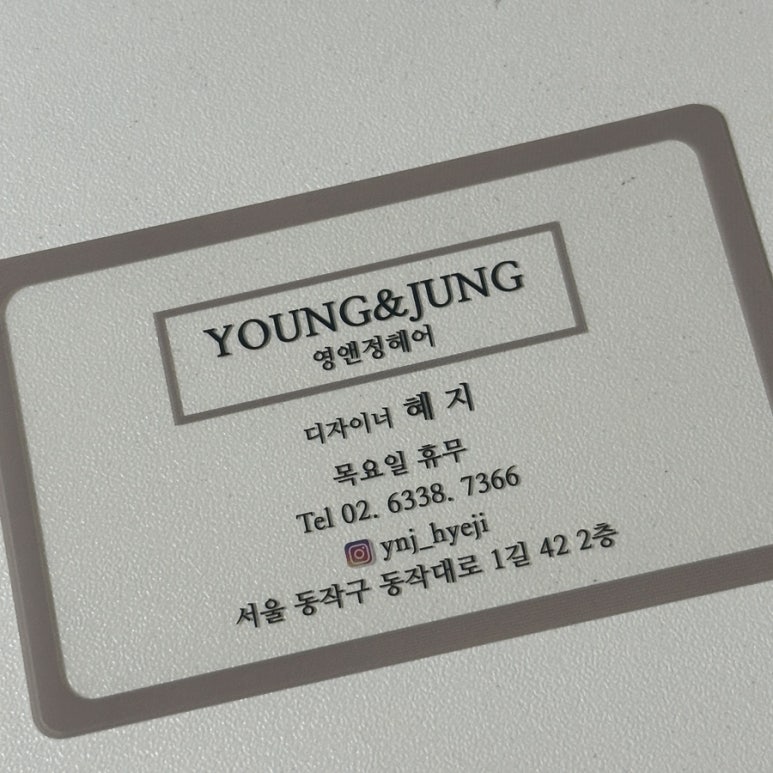 YOUNG&JUNG
영앤정헤어
디자이너 혜 지
목요일 휴무
Tel 02. 6338. 7366
ynj_hyeji
서울 동작구 동작대로 1길 42 2층